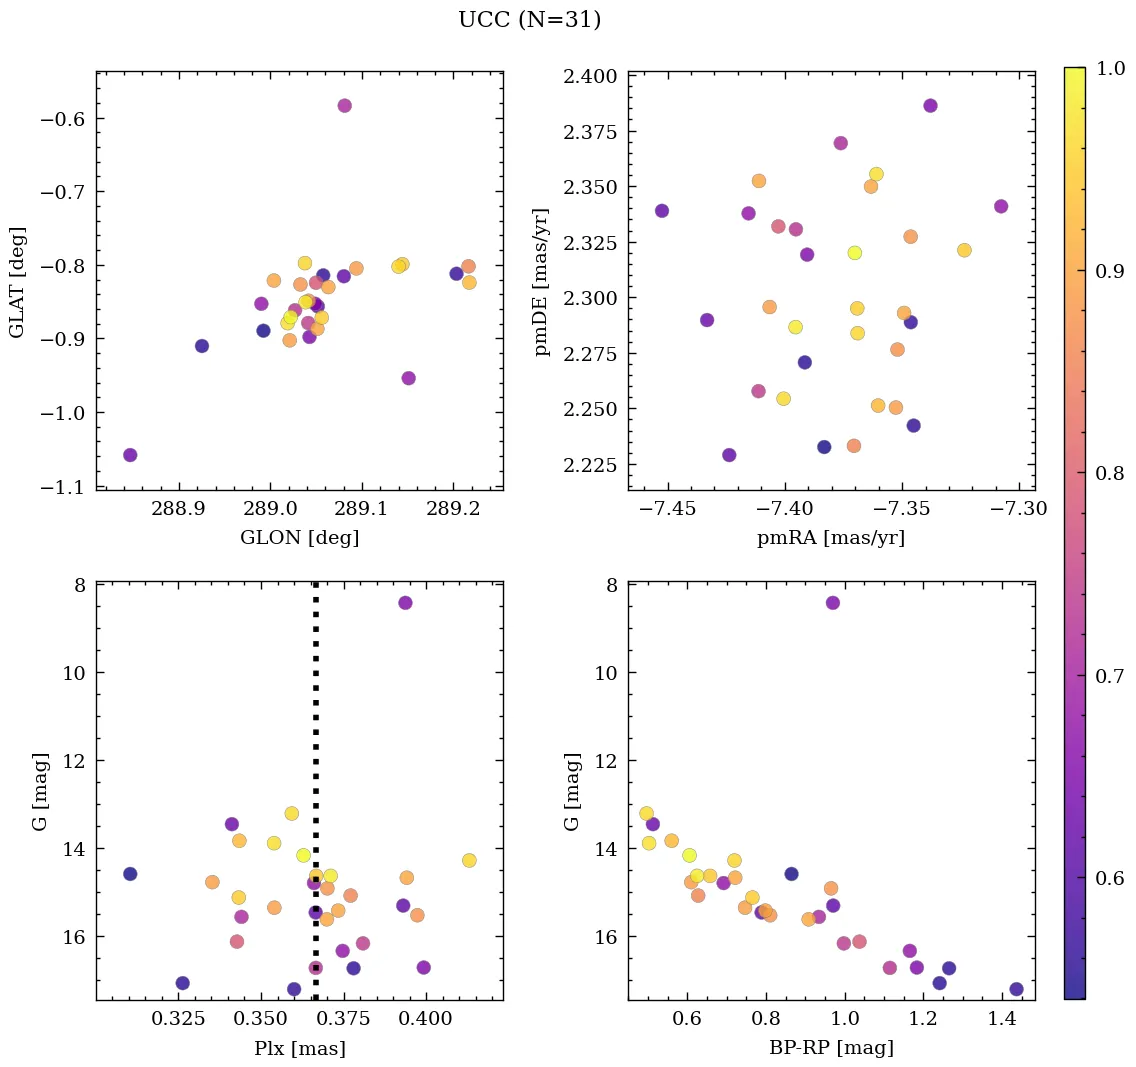 UCC (N=31)
−0.6
−0.7
−0.8
−0.9
−1.0
−1.1
GLAT [deg]
288.9 289.0 289.1 289.2
GLON [deg]
2.400
2.375
2.350
2.325
2.300
2.275
2.250
2.225
pmDE [mas/yr]
−7.45 −7.40 −7.35 −7.30
pmRA [mas/yr]
8
10
12
14
16
G [mag]
0.325 0.350 0.375 0.400
Plx [mas]
8
10
12
14
16
G [mag]
0.6 0.8 1.0 1.2 1.4
BP-RP [mag]
1.0
0.9
0.8
0.7
0.6